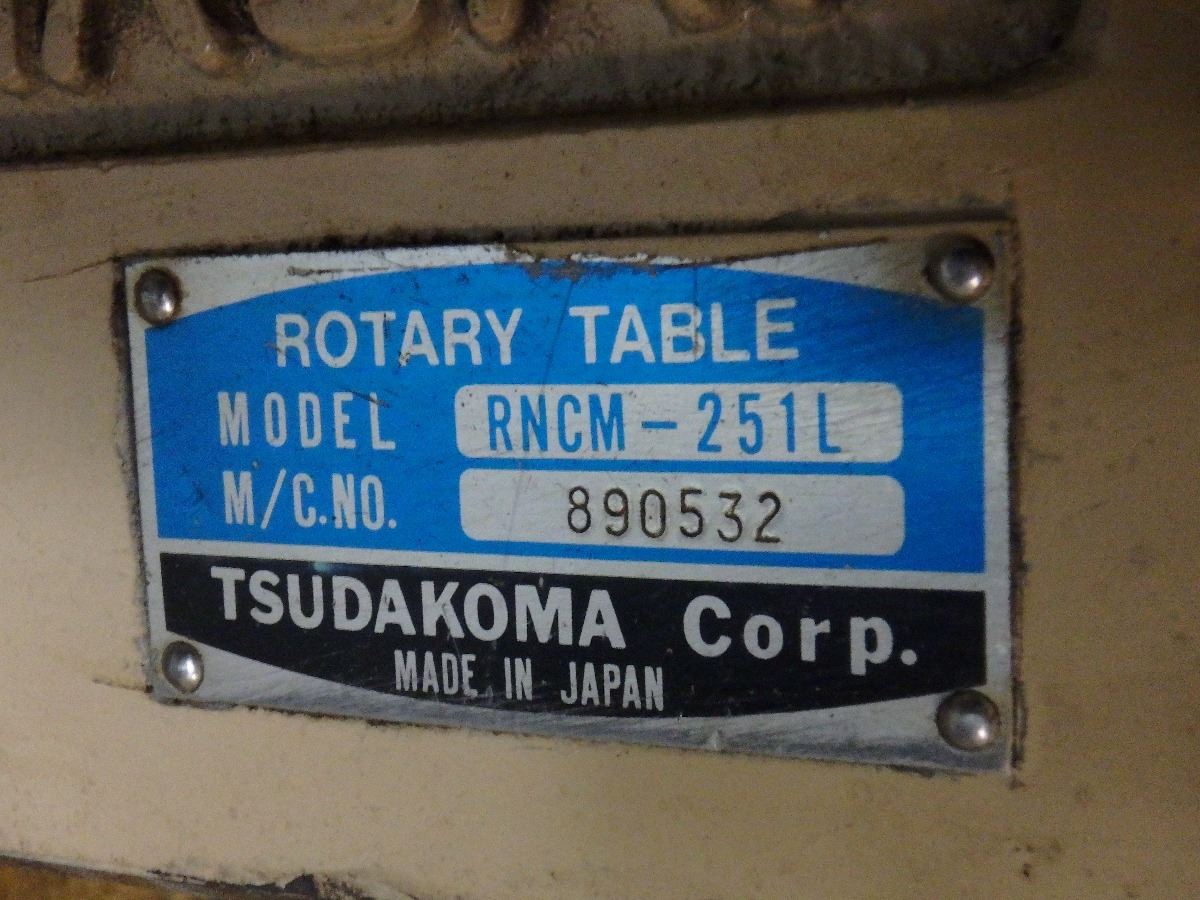 ROTARY TABLE
MODEL RNCM-251L
M/C.NO. 890532
TSUDAKOMA Corp.
MADE IN JAPAN